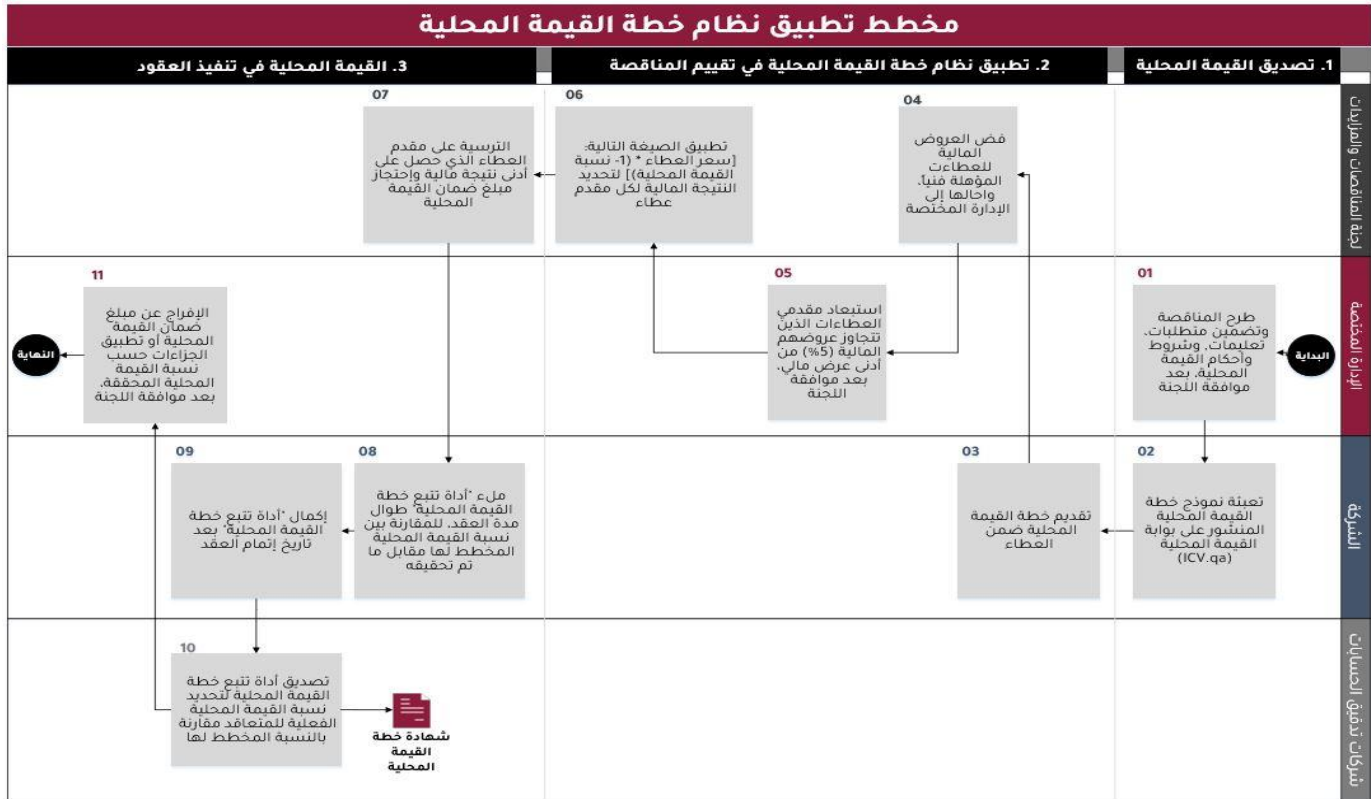 مخطط تطبيق نظام خطة القيمة المحلية
1. تصديق القيمة المحلية
2. تطبيق نظام خطة القيمة المحلية في تقييم المناقصة
3. القيمة المحلية في تنفيذ العقود
لجنة المناقصات والمزايدات
04
فض العروض
المالية
للعطاءت
المؤهلة فنياً،
واحالها إلى
الإدارة المختصة
06
تطبيق الصيغة التالية:
[سعر العطاء * (1- نسبة
القيمة المحلية)] لتحديد
النتيجة المالية لكل مقدم
عطاء
07
الترسية على مقدم
العطاء الذي حصل على
أدنى نتيجة مالية وإحتجاز
مبلغ ضمان القيمة
المحلية
الإدارة المختصة
البداية
01
طرح المناقصة
وتضمين متطلبات،
تعليمات، وشروط
وأحكام القيمة
المحلية، بعد
موافقة اللجنة
05
استبعاد مقدمي
العطاءات الذين
تتجاوز عروضهم
المالية (5%) من
أدنى عرض مالي،
بعد موافقة
اللجنة
11
الإفراج عن مبلغ
ضمان القيمة
المحلية أو تطبيق
الجزاءات حسب
نسبة القيمة
المحلية المحققة،
بعد موافقة اللجنة
النهاية
الشركة
02
تعبئة نموذج خطة
القيمة المحلية
المنشور على بوابة
القيمة المحلية
(ICV.qa)
03
تقديم خطة القيمة
المحلية ضمن
العطاء
08
ملء "أداة تتبع خطة
القيمة المحلية" طوال
مدة العقد، للمقارنة بين
نسبة القيمة المحلية
المخطط لها مقابل ما
تم تحقيقه
09
إكمال "أداة تتبع خطة
القيمة المحلية" بعد
تاريخ إتمام العقد
شركات تدقيق الحسابات
10
تصديق أداة تتبع خطة
القيمة المحلية لتحديد
نسبة القيمة المحلية
الفعلية للمتعاقد مقارنة
بالنسبة المخطط لها
شهادة خطة
القيمة
المحلية